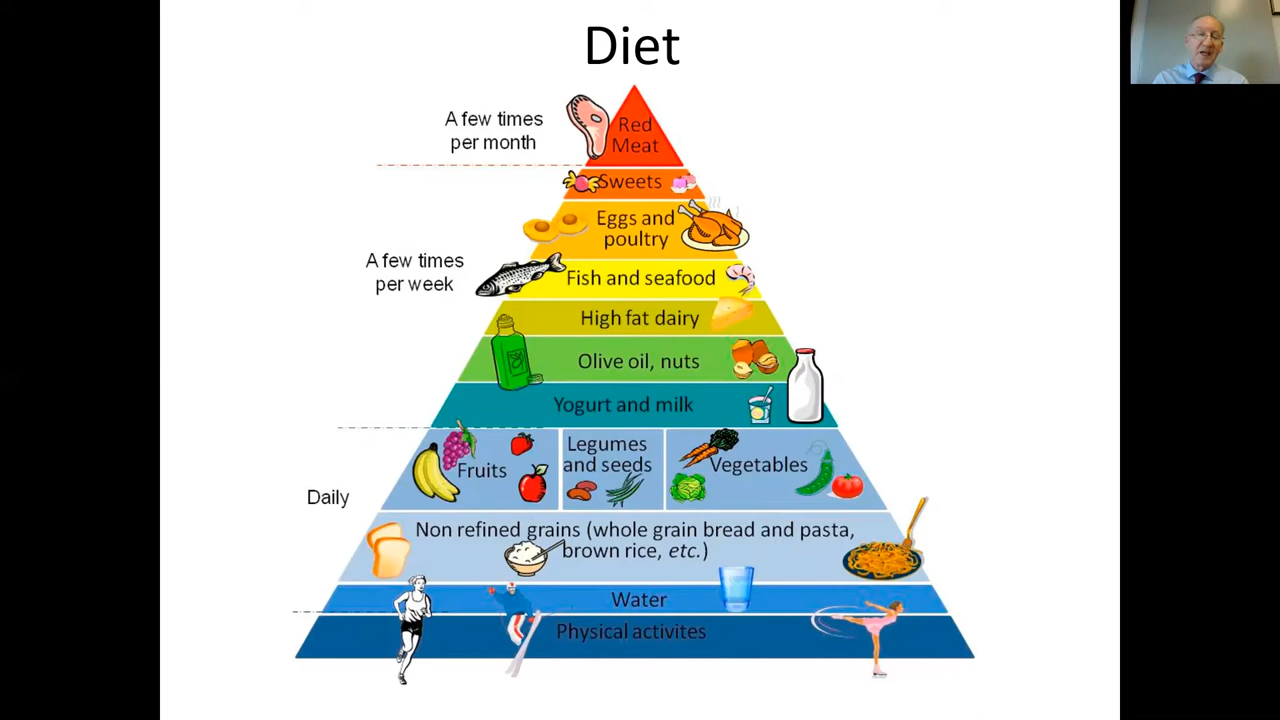 Diet
A few times
per month
Red
Meat
Sweets
Eggs and
poultry
A few times
per week
Fish and seafood
High fat dairy
Olive oil, nuts
Yogurt and milk
Fruits
Legumes
and seeds
Vegetables
Daily
Non refined grains (whole grain bread and pasta,
brown rice, etc.)
Water
Physical activites